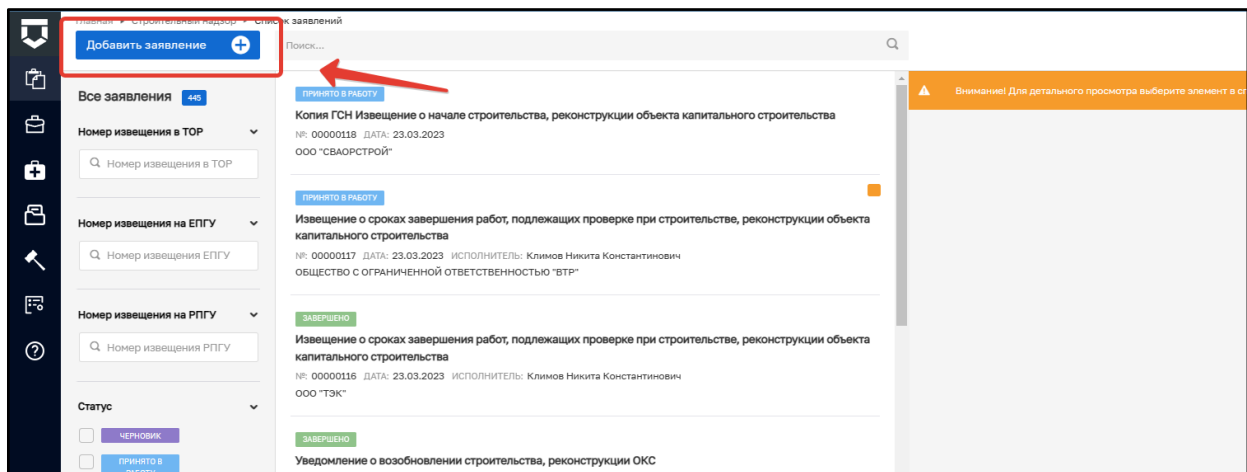 Главная ▸ Строительный надзор ▸ Список заявлений
Добавить заявление
Поиск...
Все заявления 445
Номер извещения в ТОР
Номер извещения в ТОР
Номер извещения на ЕПГУ
Номер извещения ЕПГУ
Номер извещения на РПГУ
Номер извещения РПГУ
Статус
ЧЕРНОВИК
ПРИНЯТО В
РАБОТУ
ПРИНЯТО В РАБОТУ
Копия ГСН Извещение о начале строительства, реконструкции объекта капитального строительства
№: 00000118 ДАТА: 23.03.2023
ООО "СВАОРСТРОЙ"
ПРИНЯТО В РАБОТУ
Извещение о сроках завершения работ, подлежащих проверке при строительстве, реконструкции объекта
капитального строительства
№: 00000117 ДАТА: 23.03.2023 ИСПОЛНИТЕЛЬ: Климов Никита Константинович
ОБЩЕСТВО С ОГРАНИЧЕННОЙ ОТВЕТСТВЕННОСТЬЮ "ВТР"
ЗАВЕРШЕНО
Извещение о сроках завершения работ, подлежащих проверке при строительстве, реконструкции объекта
капитального строительства
№: 00000116 ДАТА: 23.03.2023 ИСПОЛНИТЕЛЬ: Климов Никита Константинович
ООО "ТЭК"
ЗАВЕРШЕНО
Уведомление о возобновлении строительства, реконструкции ОКС
Внимание! Для детального просмотра выберите элемент в сп